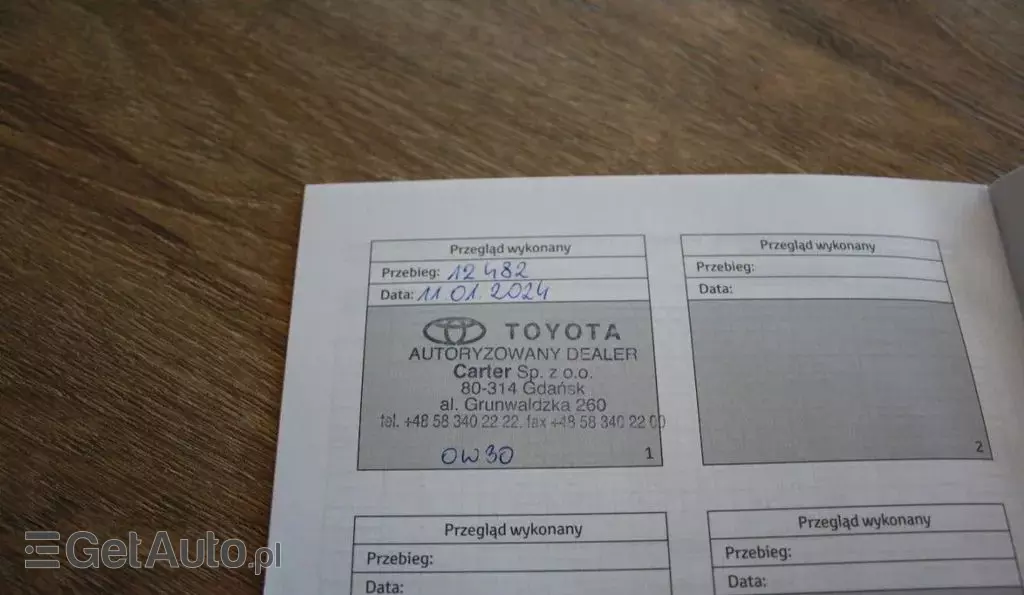 Przegląd wykonany
Przebieg: 12 482
Data: 11 01. 2024
TOYOTA
AUTORYZOWANY DEALER
Carter Sp. z o.o.
80-314 Gdańsk
al. Grunwaldzka 260
tel. +48 58 340 22 22, fax +48 58 340 22 00
0W30
1
Przegląd wykonany
Przebieg:
Data:
2
Przegląd wykonany
Przebieg:
Data:
Przegląd wykonany
Przebieg:
Data:
GetAuto.pl